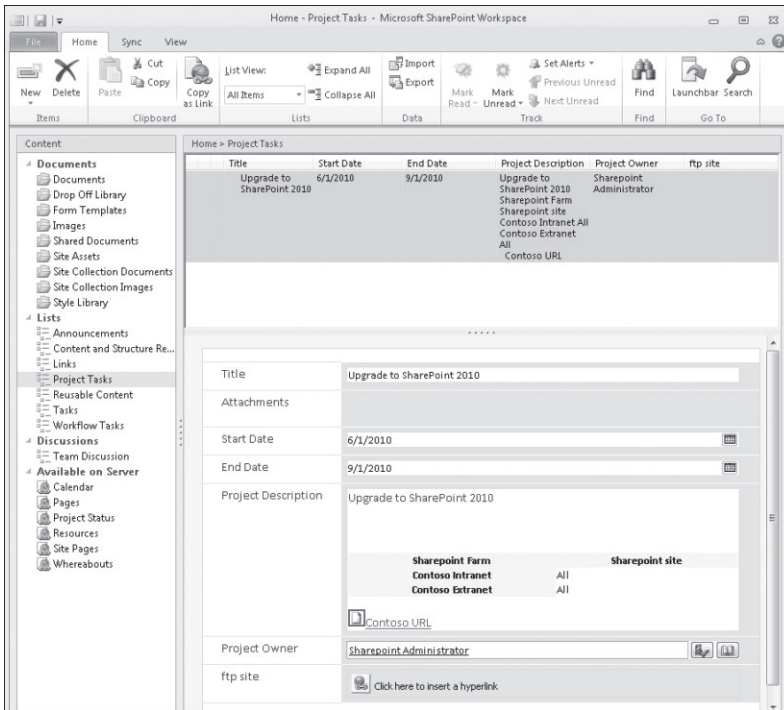 Home - Project Tasks - Microsoft SharePoint Workspace
File Home Sync View
New Delete
Items
Paste Cut Copy Copy as Link
Clipboard
List View: All Items Expand All Collapse All
Lists
Import Export
Data
Mark Read Mark Unread Set Alerts Previous Unread Next Unread
Track
Find
Find
Launchbar Search
Go To
Content
Documents
Documents
Drop Off Library
Form Templates
Images
Shared Documents
Site Assets
Site Collection Documents
Site Collection Images
Style Library
Lists
Announcements
Content and Structure Re...
Links
Project Tasks
Reusable Content
Tasks
Workflow Tasks
Discussions
Team Discussion
Available on Server
Calendar
Pages
Project Status
Resources
Site Pages
Whereabouts
Home > Project Tasks
Title Start Date End Date Project Description Project Owner ftp site
Upgrade to SharePoint 2010 6/1/2010 9/1/2010
Upgrade to
SharePoint 2010
Sharepoint Farm
Sharepoint site
Contoso Intranet All
Contoso Extranet
All
Contoso URL
Sharepoint
Administrator
Title Upgrade to SharePoint 2010
Attachments
Start Date 6/1/2010
End Date 9/1/2010
Project Description Upgrade to SharePoint 2010
Sharepoint Farm Sharepoint site
Contoso Intranet All
Contoso Extranet All
Contoso URL
Project Owner Sharepoint Administrator
ftp site Click here to insert a hyperlink